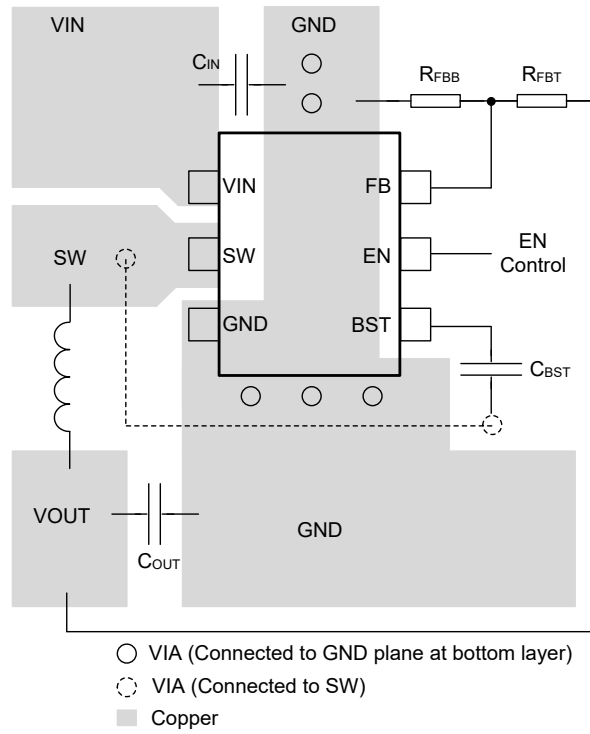 VIN
GND
CIN
RFBB
RFBT
VIN
FB
SW
SW
EN
EN
Control
GND
BST
CBST
VOUT
COUT
GND
VIA (Connected to GND plane at bottom layer)
VIA (Connected to SW)
Copper